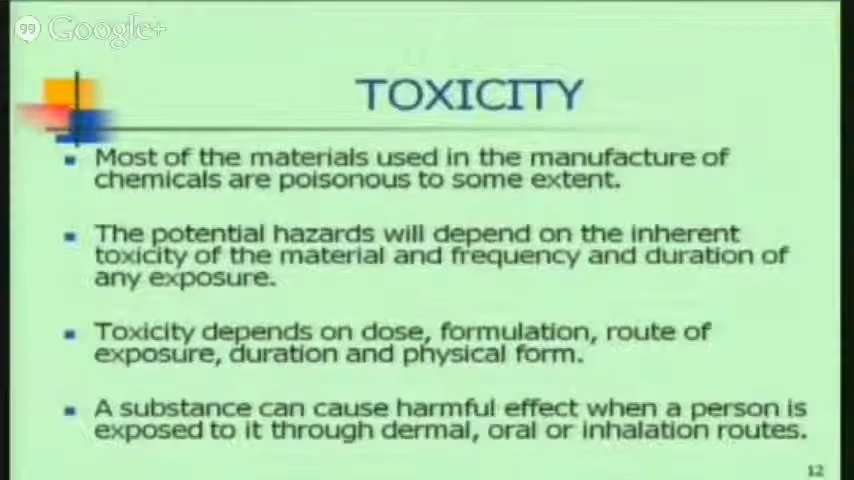 99 Google+
TOXICITY
Most of the materials used in the manufacture of
chemicals are poisonous to some extent.
The potential hazards will depend on the inherent
toxicity of the material and frequency and duration of
any exposure.
Toxicity depends on dose, formulation, route of
exposure, duration and physical form.
A substance can cause harmful effect when a person is
exposed to it through dermal, oral or inhalation routes.
12